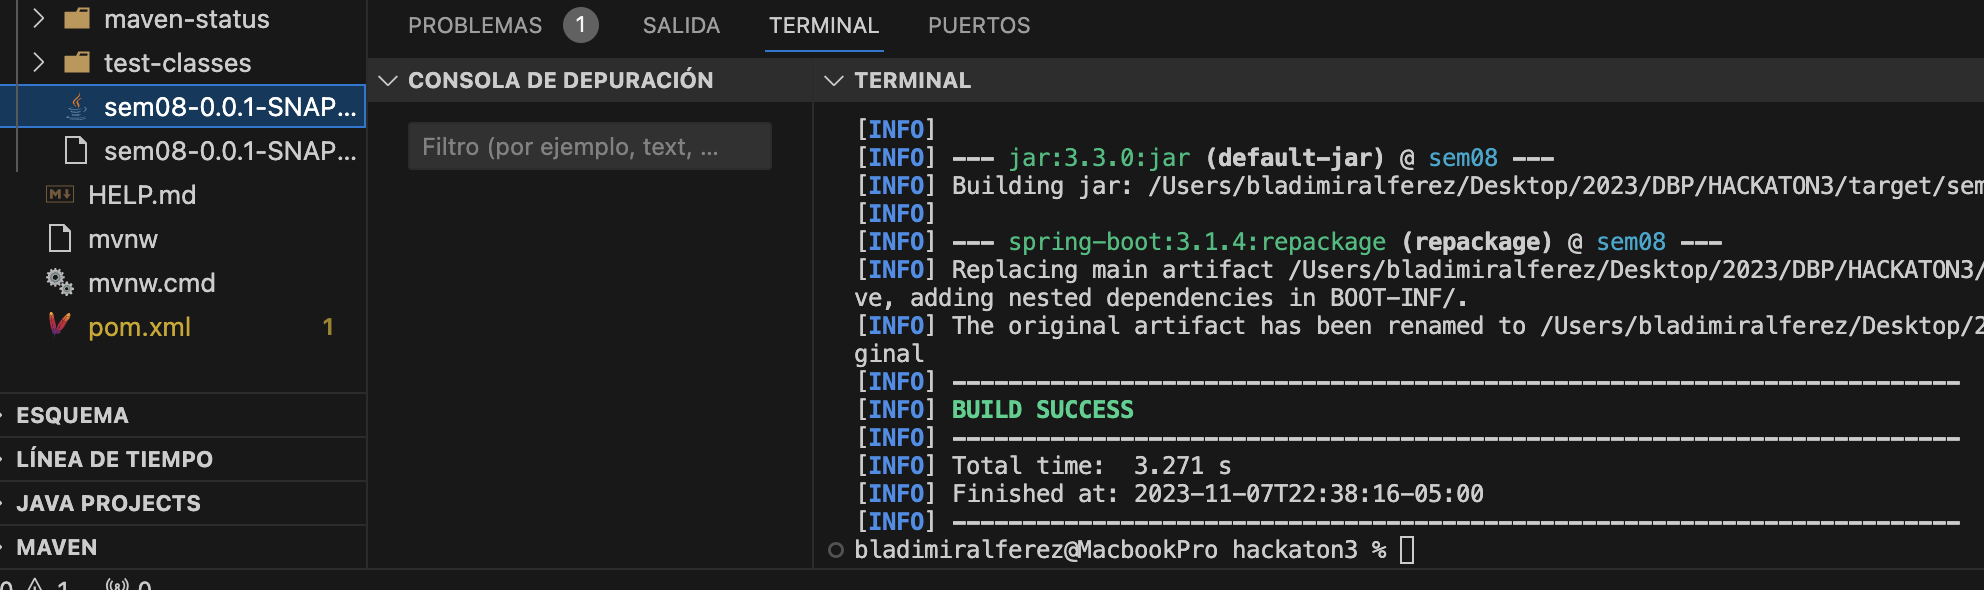 maven-status
test-classes
sem08-0.0.1-SNAP...
sem08-0.0.1-SNAP...
HELP.md
mvnw
mvnw.cmd
pom.xml 1
ESQUEMA
LÍNEA DE TIEMPO
JAVA PROJECTS
MAVEN
0 1 0
PROBLEMAS 1 SALIDA TERMINAL PUERTOS
CONSOLA DE DEPURACIÓN
Filtro (por ejemplo, text, ...
TERMINAL
[INFO]
[INFO] --- jar:3.3.0:jar (default-jar) @ sem08 ---
[INFO] Building jar: /Users/bladimiralferez/Desktop/2023/DBP/HACKATON3/target/sem
[INFO]
[INFO] --- spring-boot:3.1.4:repackage (repackage) @ sem08 ---
[INFO] Replacing main artifact /Users/bladimiralferez/Desktop/2023/DBP/HACKATON3/
ve, adding nested dependencies in BOOT-INF/.
[INFO] The original artifact has been renamed to /Users/bladimiralferez/Desktop/2
ginal
[INFO] ------------------------------------------------------------------------
[INFO] BUILD SUCCESS
[INFO] ------------------------------------------------------------------------
[INFO] Total time:  3.271 s
[INFO] Finished at: 2023-11-07T22:38:16-05:00
[INFO] ------------------------------------------------------------------------
bladimiralferez@MacbookPro hackaton3 %